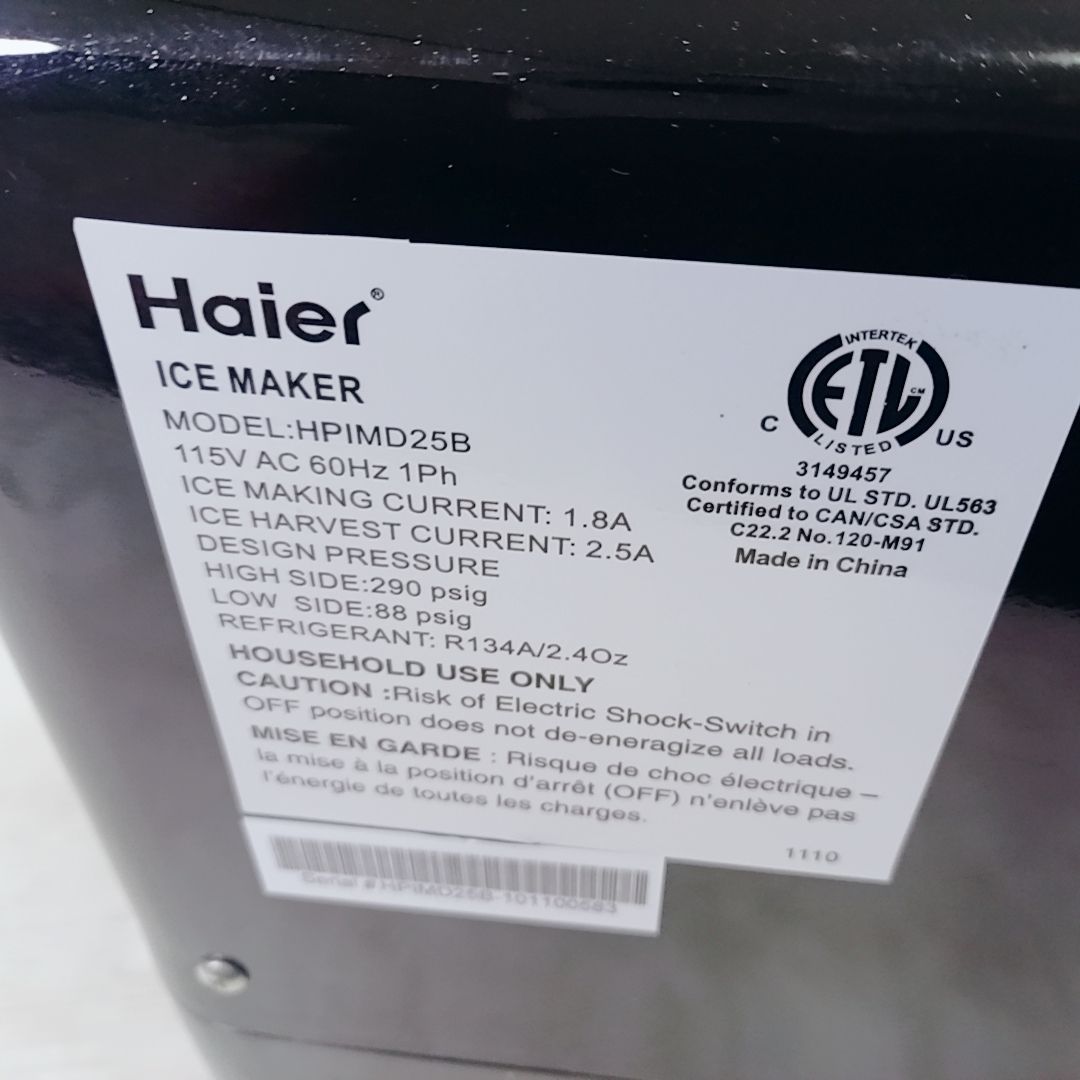 Haier®
ICE MAKER
MODEL:HPIMD25B
115V AC 60Hz 1Ph
ICE MAKING CURRENT: 1.8A
ICE HARVEST CURRENT: 2.5A
DESIGN PRESSURE
HIGH SIDE:290 psig
LOW SIDE:88 psig
REFRIGERANT: R134A/2.4Oz
INTERTEK
ETL CM
LISTED
C US
3149457
Conforms to UL STD. UL563
Certified to CAN/CSA STD.
C22.2 No.120-M91
Made in China
HOUSEHOLD USE ONLY
CAUTION :Risk of Electric Shock-Switch in
OFF position does not de-eneragize all loads.
MISE EN GARDE : Risque de choc électrique –
la mise à la position d'arrêt (OFF) n'enlève pas
l'énergie de toutes les charges.
1110
Serial # HPIMD25B-101100583